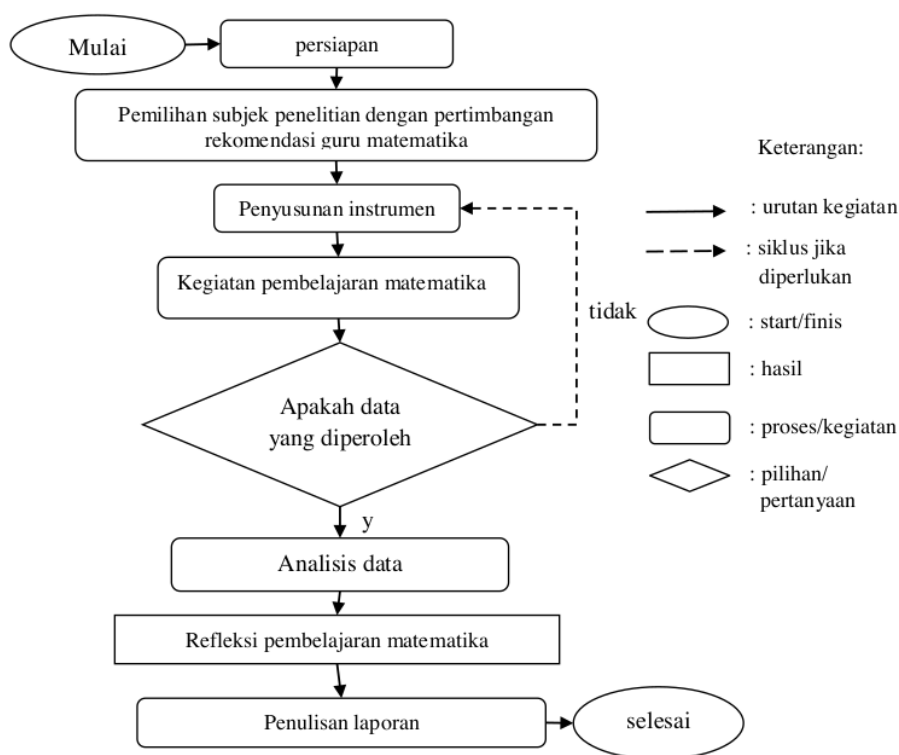 Mulai
persiapan
Pemilihan subjek penelitian dengan pertimbangan
rekomendasi guru matematika
Penyusunan instrumen
Kegiatan pembelajaran matematika
tidak
Apakah data
yang diperoleh
y
Analisis data
Refleksi pembelajaran matematika
Penulisan laporan
selesai
Keterangan:
: urutan kegiatan
: siklus jika
diperlukan
: start/finis
: hasil
: proses/kegiatan
: pilihan/
pertanyaan